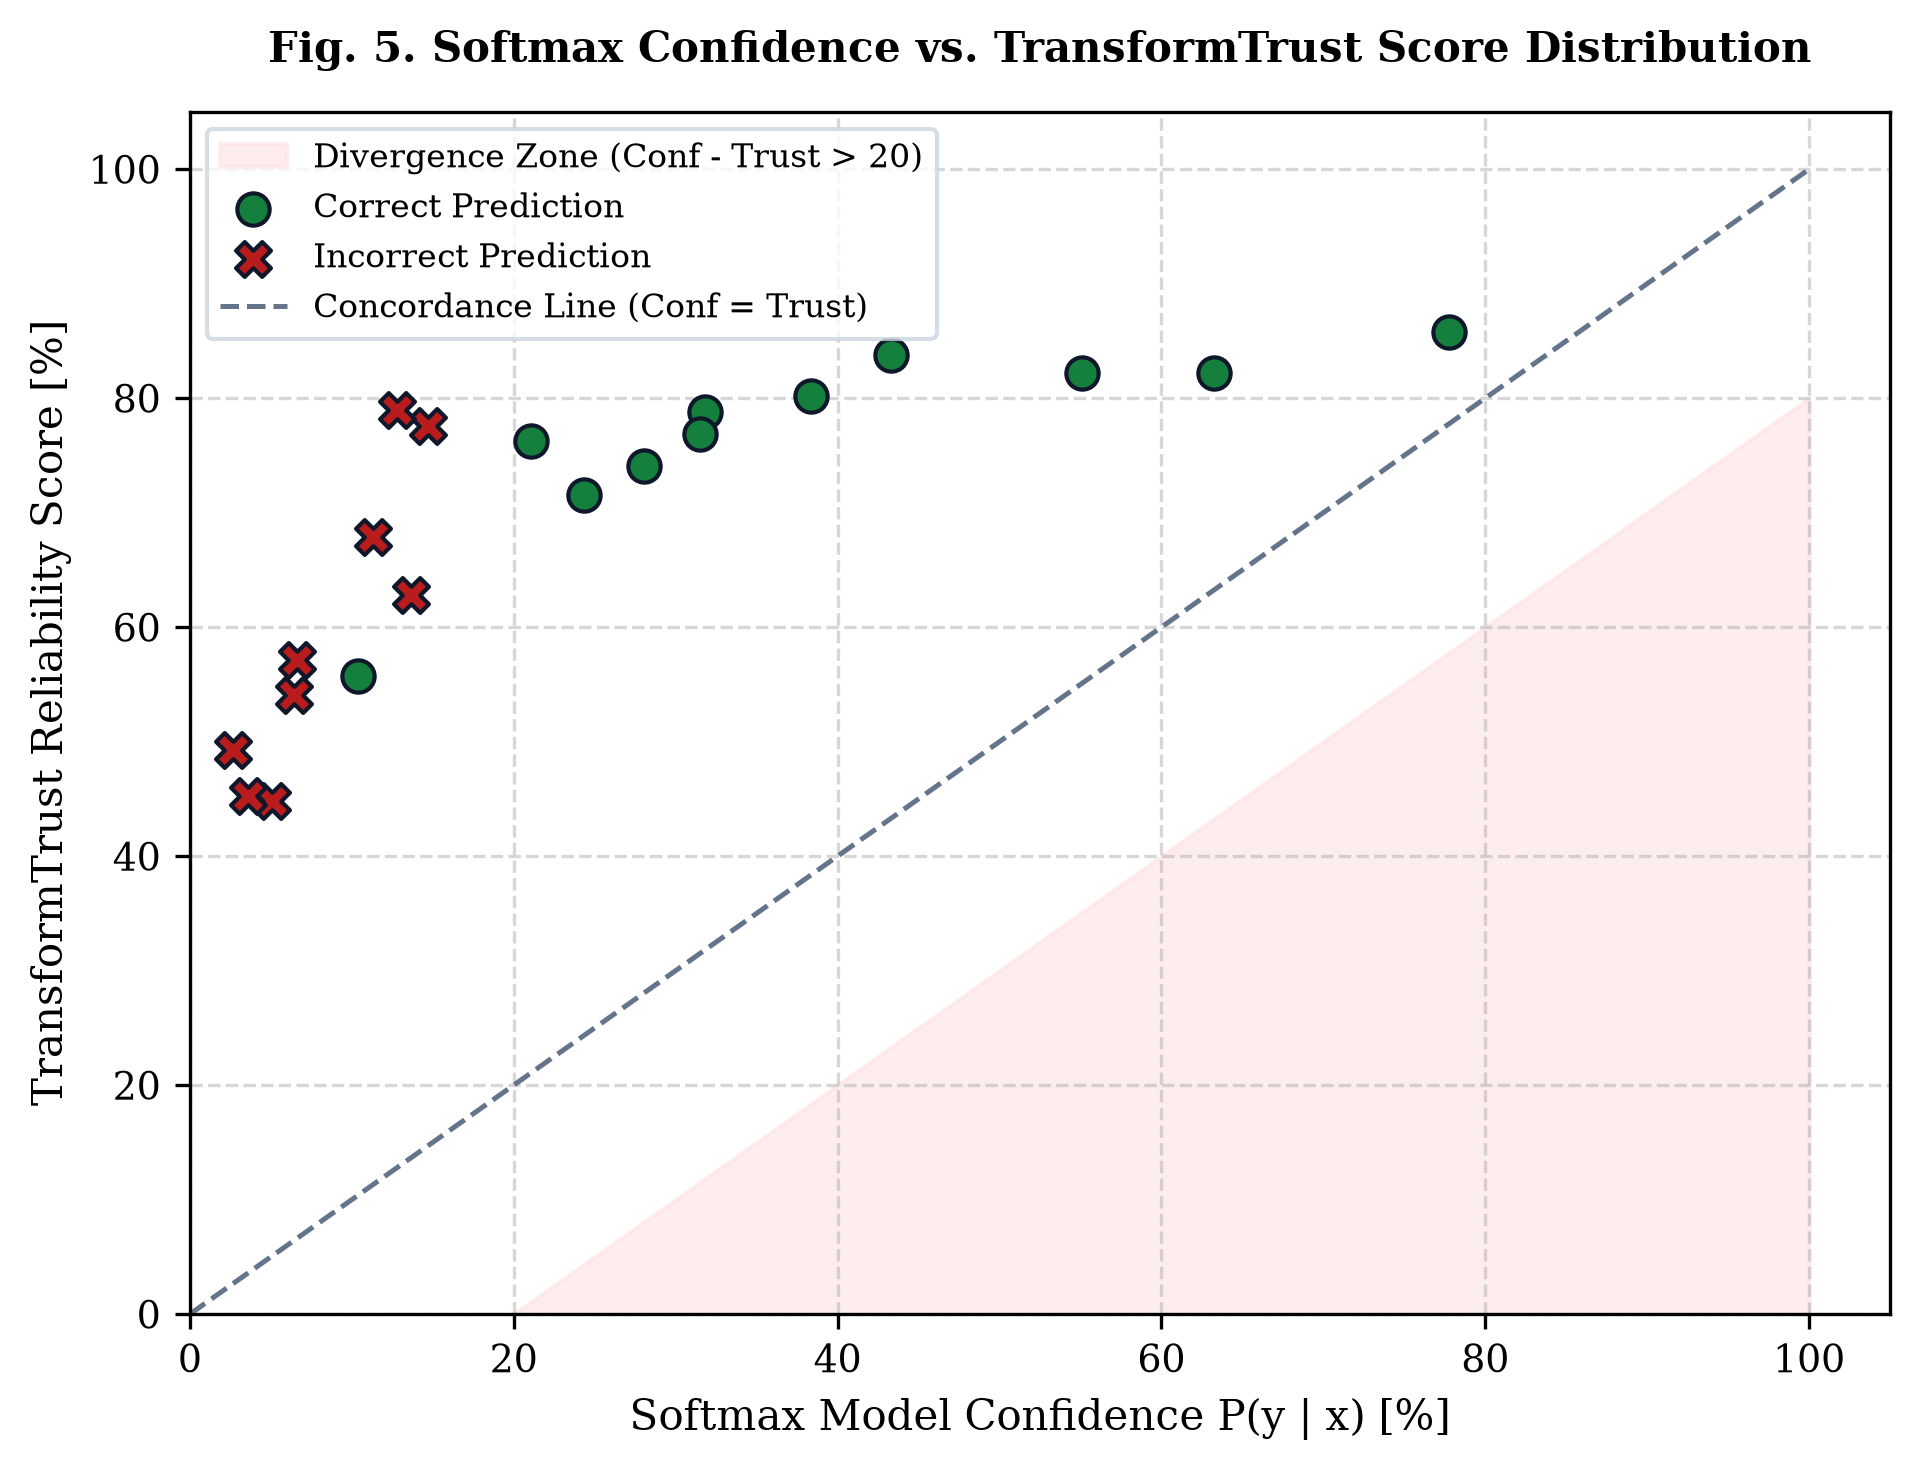 Fig. 5. Softmax Confidence vs. TransformTrust Score Distribution
Divergence Zone (Conf - Trust > 20)
Correct Prediction
Incorrect Prediction
Concordance Line (Conf = Trust)
TransformTrust Reliability Score [%]
100
80
60
40
20
0
0 20 40 60 80 100
Softmax Model Confidence P(y | x) [%]